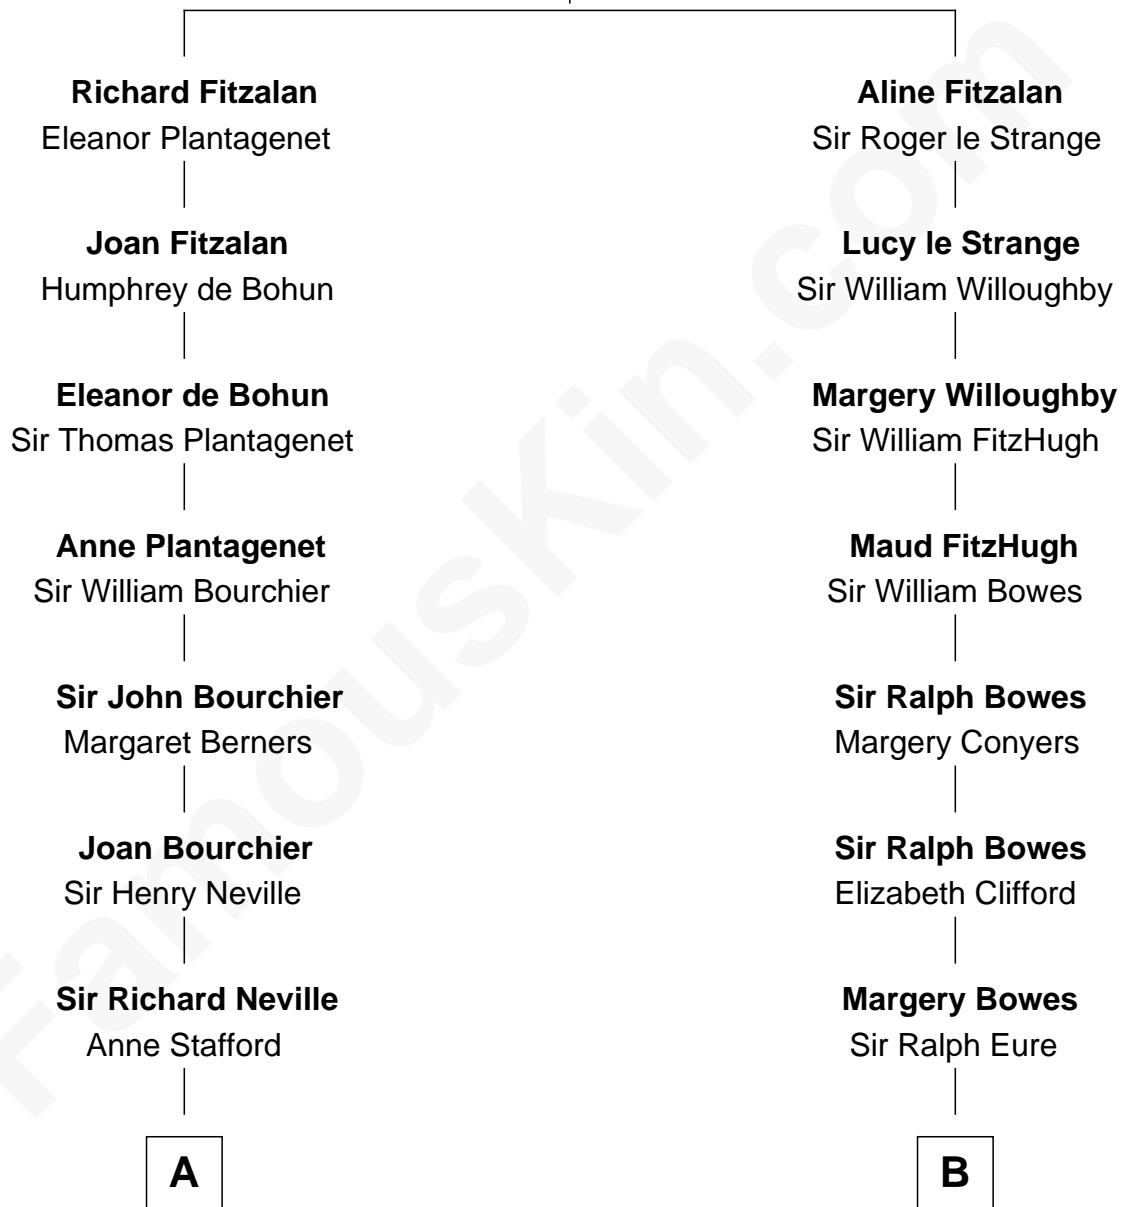 Richard Fitzalan
Eleanor Plantagenet
Joan Fitzalan
Humphrey de Bohun
Eleanor de Bohun
Sir Thomas Plantagenet
Anne Plantagenet
Sir William Bourchier
Sir John Bourchier
Margaret Berners
Joan Bourchier
Sir Henry Neville
Sir Richard Neville
Anne Stafford
A
Aline Fitzalan
Sir Roger le Strange
Lucy le Strange
Sir William Willoughby
Margery Willoughby
Sir William FitzHugh
Maud FitzHugh
Sir William Bowes
Sir Ralph Bowes
Margery Conyers
Sir Ralph Bowes
Elizabeth Clifford
Margery Bowes
Sir Ralph Eure
B
FamousKin.com